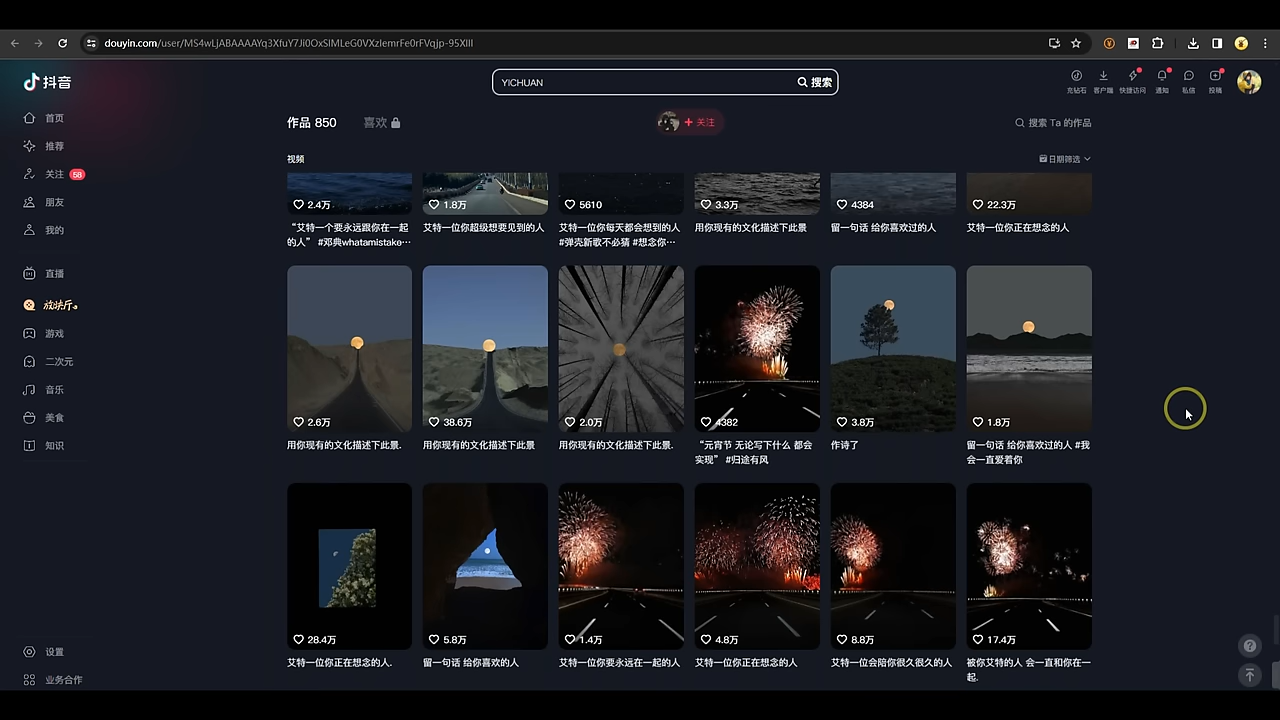 douyin.com/user/MS4wLjABAAAAYq3XfuY7Ji0OxSIMLeG0VXzIemrFe0rFVqjp-95XIII
抖音
YICHUAN
搜索
充钻石
客户端
快捷访问
通知
私信
投稿
首页
推荐
关注 58
朋友
我的
直播
放映厅
游戏
二次元
音乐
美食
知识
设置
业务合作
作品 850
喜欢
+ 关注
搜索 Ta 的作品
视频
日期筛选
2.4万
1.8万
5610
3.3万
4384
22.3万
“艾特一个要永远跟你在一起的人” #邓典whatamistake…
艾特一位你超级想要见到的人
艾特一位你每天都会想到的人 #弹壳新歌不必猜 #想念你…
用你现有的文化描述下此景
留一句话 给你喜欢过的人
艾特一位你正在想念的人
2.6万
38.6万
2.0万
4382
3.8万
1.8万
用你现有的文化描述下此景.
用你现有的文化描述下此景
用你现有的文化描述下此景.
“元宵节 无论写下什么 都会实现” #归途有风
作诗了
留一句话 给你喜欢过的人 #我会一直爱着你
28.4万
5.8万
1.4万
4.8万
8.8万
17.4万
艾特一位你正在想念的人.
留一句话 给你喜欢的人
艾特一位你要永远在一起的人
艾特一位你正在想念的人
艾特一位会陪你很久很久的人
被你艾特的人 会一直和你在一起.